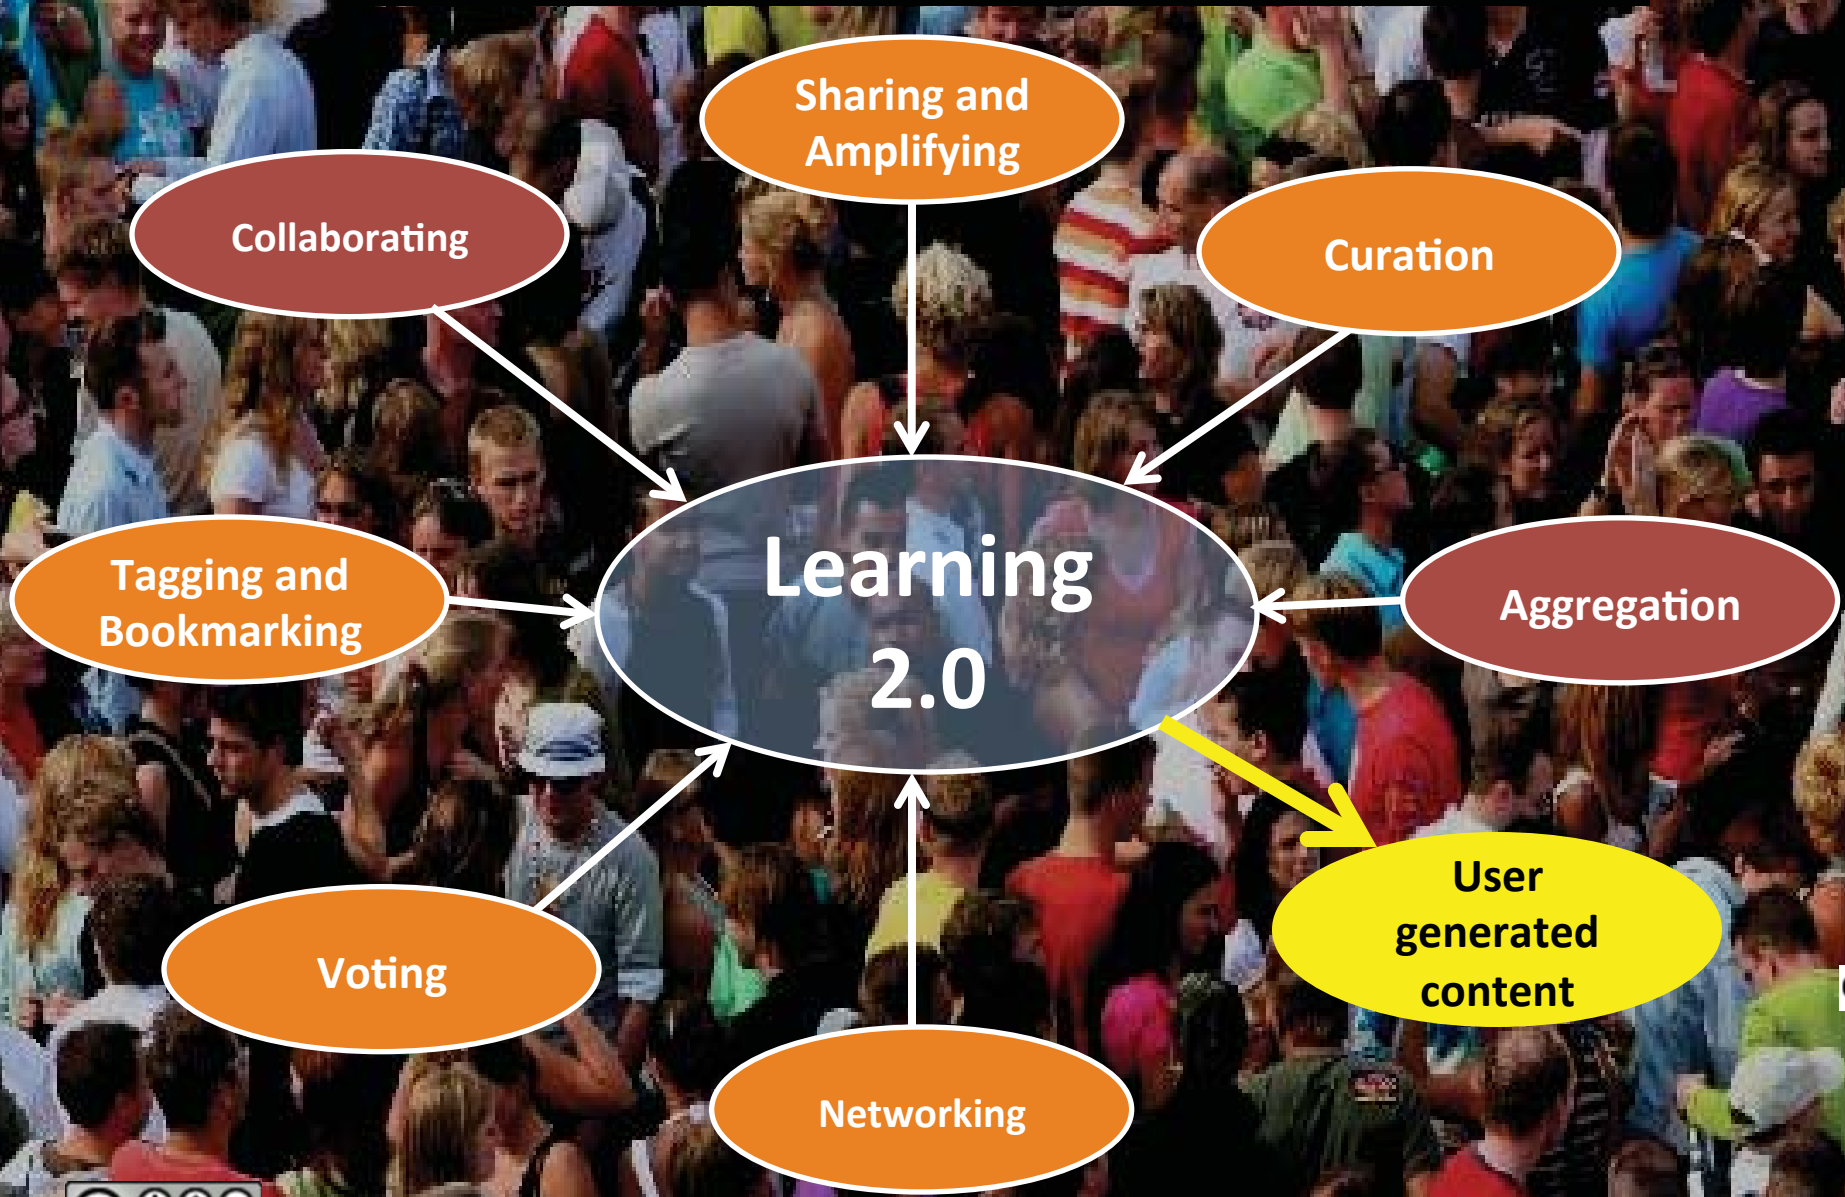 Sharing and
Amplifying
Collaborating
Curation
Learning
2.0
Tagging and
Bookmarking
Aggregation
User
generated
content
Voting
Networking